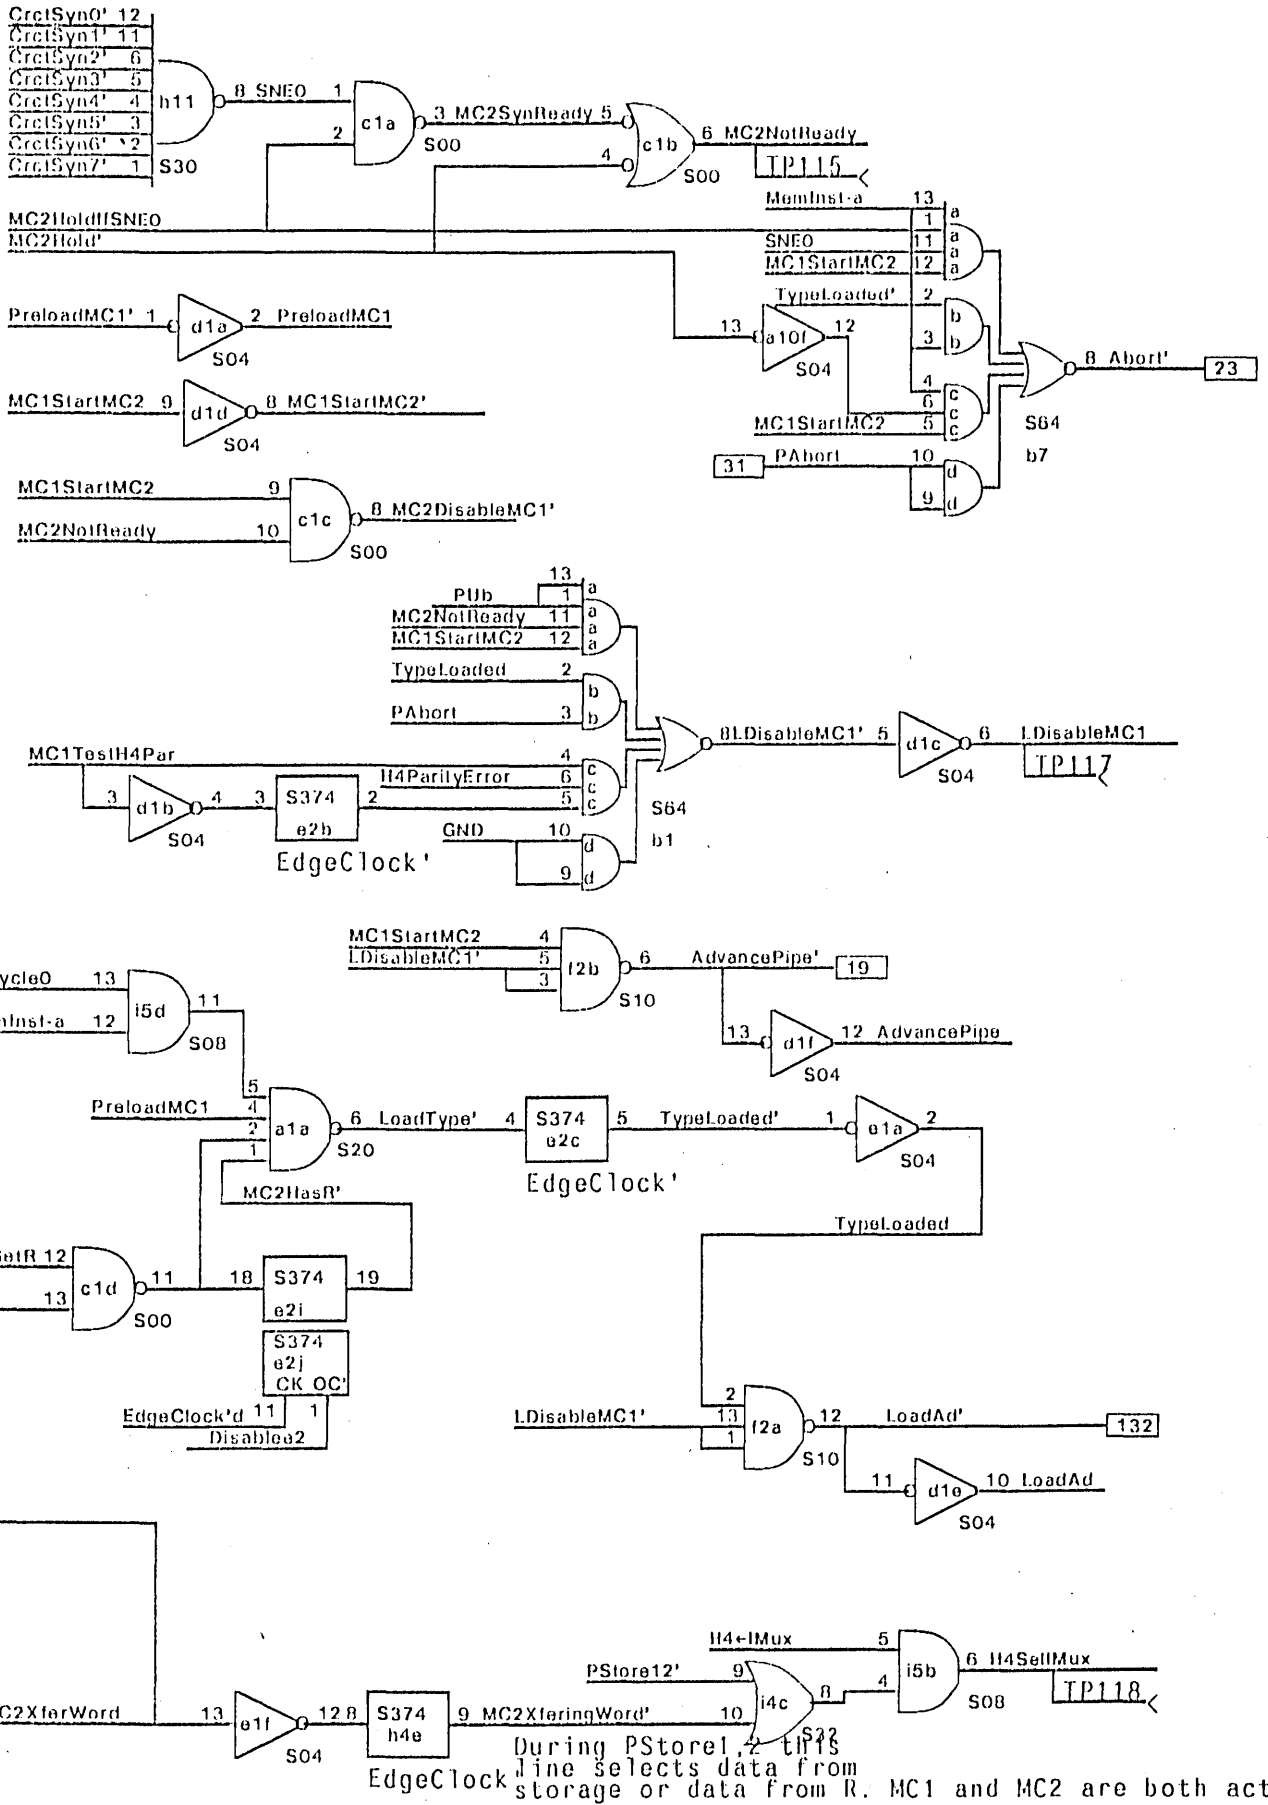 CrctSyn0' 12
CrctSyn1' 11
CrctSyn2' 6
CrctSyn3' 5
CrctSyn4' 4
CrctSyn5' 3
CrctSyn6' 2
CrctSyn7' 1
h11
S30
8 SNE0 1
2
c1a
S00
3 MC2SynReady 5
4
c1b
S00
6 MC2NotReady
TP115
MC2HoldIfSNE0
MC2Hold'
MemInst-a 13
1
SNE0 11
MC1StartMC2 12
a
a
a
a
TypeLoaded' 2
3
b
b
13 a10f 12
S04
4
6
MC1StartMC2 5
c
c
c
31 PAbort 10
9
d
d
8 Abort' 23
S64
b7
PreloadMC1' 1 d1a 2 PreloadMC1
S04
MC1StartMC2 9 d1d 8 MC1StartMC2'
S04
MC1StartMC2 9
MC2NotReady 10
c1c
S00
8 MC2DisableMC1'
13
PUb 1
MC2NotReady 11
MC1StartMC2 12
a
a
a
a
TypeLoaded 2
PAbort 3
b
b
MC1TestH4Par 4
H4ParityError 6
5
c
c
c
3 d1b 4
S04
3 S374 2
e2b
EdgeClock'
GND 10
9
d
d
S64
b1
8 LDisableMC1' 5 d1c 6 LDisableMC1
S04
TP117
MC1StartMC2 4
LDisableMC1' 5
3
f2b
S10
6 AdvancePipe' 19
13 d1f 12 AdvancePipe
S04
ycle0 13
mInst-a 12
i5d
S08
11
5
PreloadMC1 4
2
1
a1a
S20
6 LoadType' 4
S374
e2c
EdgeClock'
5 TypeLoaded' 1 e1a 2
S04
MC2HasR'
TypeLoaded
GetR 12
13
c1d
S00
11 18 S374 19
e2i
S374
e2j
CK OC'
EdgeClock'd 11 1
Disablee2
2
LDisableMC1' 13
1
f2a
S10
12 LoadAd' 132
11 d1e 10 LoadAd
S04
H4←IMux 5
4
i5b
S08
6 H4SelIMux
TP118
PStore12' 9
10
i4c
S32
8
C2XferWord 13 e1f 12 8
S04
S374
h4e
EdgeClock
9 MC2XferingWord'
During PStore1,2 this
line selects data from
storage or data from R. MC1 and MC2 are both act